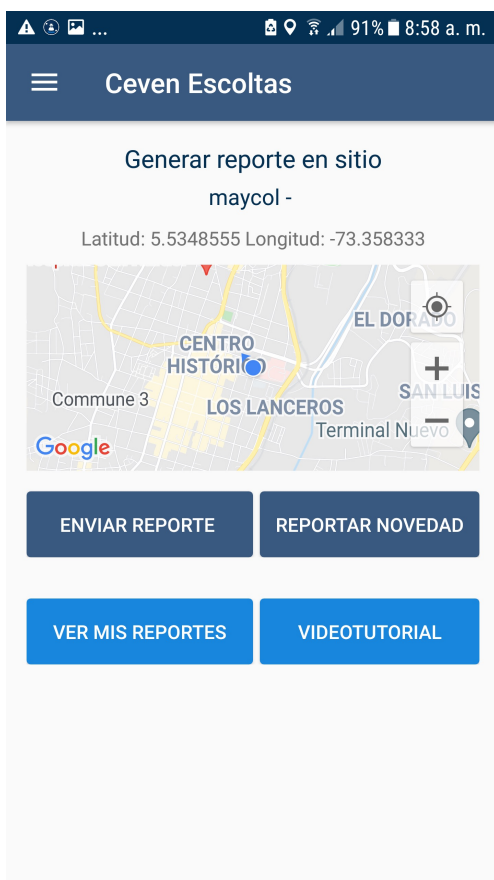 ... 91% 8:58 a. m.
Ceven Escoltas
Generar reporte en sitio
maycol -
Latitud: 5.5348555 Longitud: -73.358333
EL DORADO
CENTRO
HISTÓRICO
SAN LUIS
Commune 3
LOS LANCEROS
Terminal Nuevo
Google
ENVIAR REPORTE REPORTAR NOVEDAD
VER MIS REPORTES VIDEOTUTORIAL